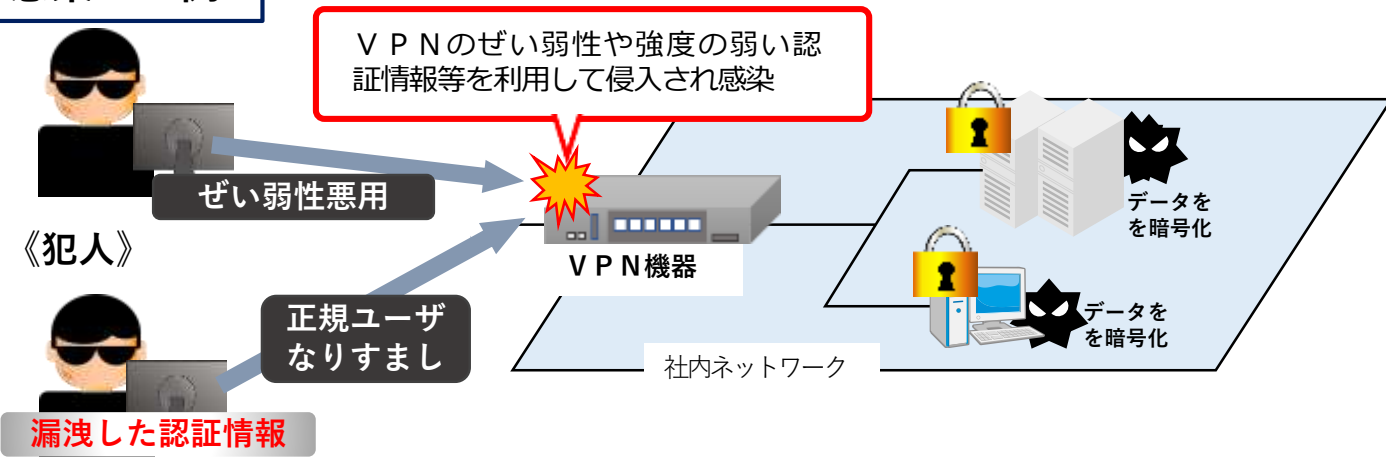 ＶＰＮのぜい弱性や強度の弱い認
証情報等を利用して侵入され感染
ぜい弱性悪用
《犯人》
ＶＰＮ機器
データを
を暗号化
正規ユーザ
なりすまし
データを
を暗号化
社内ネットワーク
漏洩した認証情報